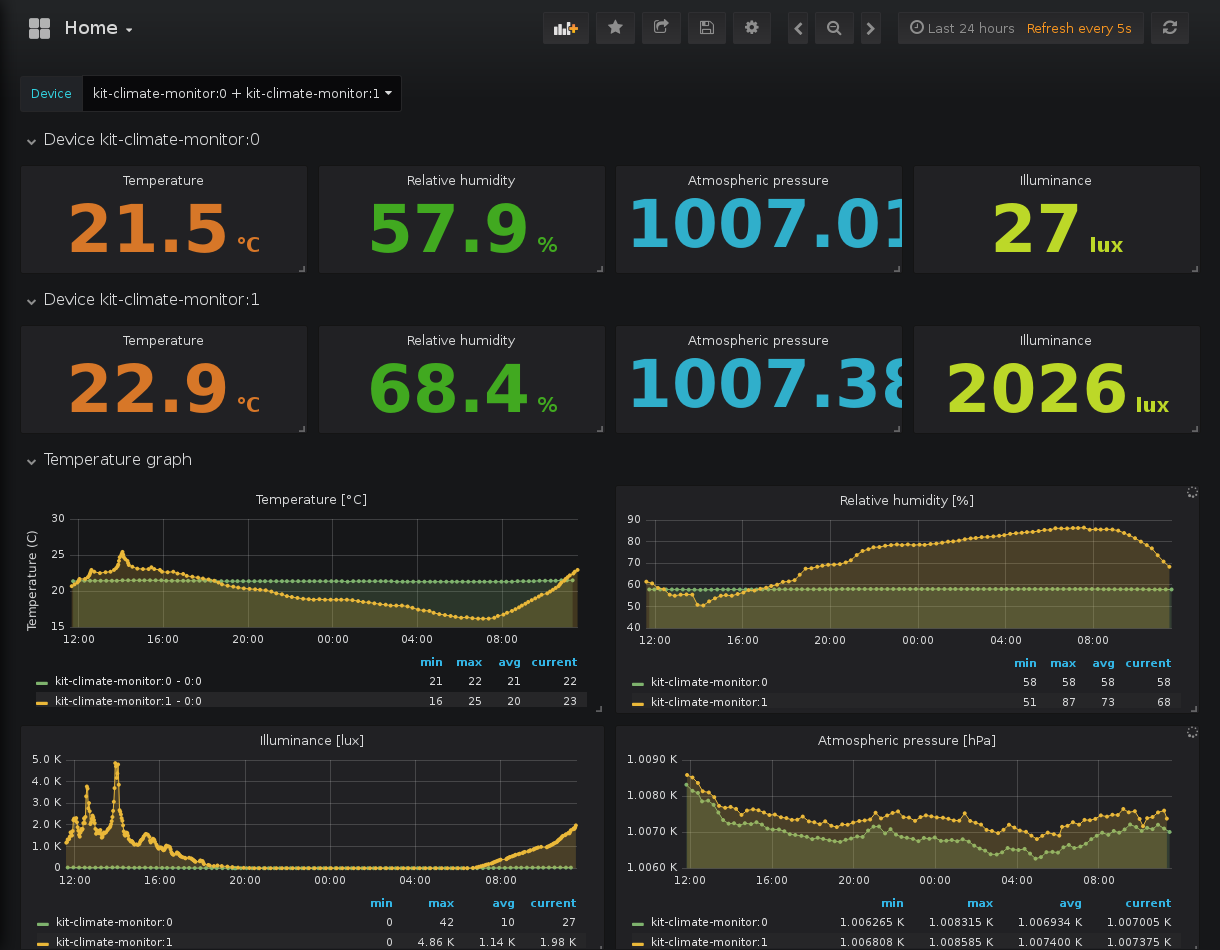 Home
Last 24 hours Refresh every 5s
Device kit-climate-monitor:0 + kit-climate-monitor:1
Device kit-climate-monitor:0
Temperature Relative humidity Atmospheric pressure Illuminance
21.5 °C 57.9 % 1007.01 27 lux
Device kit-climate-monitor:1
Temperature Relative humidity Atmospheric pressure Illuminance
22.9 °C 68.4 % 1007.38 2026 lux
Temperature graph
Temperature [°C]
Temperature (C)
30
25
20
15
12:00 16:00 20:00 00:00 04:00 08:00
min max avg current
kit-climate-monitor:0 - 0:0 21 22 21 22
kit-climate-monitor:1 - 0:0 16 25 20 23
Relative humidity [%]
90
80
70
60
50
40
12:00 16:00 20:00 00:00 04:00 08:00
min max avg current
kit-climate-monitor:0 58 58 58 58
kit-climate-monitor:1 51 87 73 68
Illuminance [lux]
5.0 K
4.0 K
3.0 K
2.0 K
1.0 K
0
12:00 16:00 20:00 00:00 04:00 08:00
min max avg current
kit-climate-monitor:0 0 42 10 27
kit-climate-monitor:1 0 4.86 K 1.14 K 1.98 K
Atmospheric pressure [hPa]
1.0090 K
1.0080 K
1.0070 K
1.0060 K
12:00 16:00 20:00 00:00 04:00 08:00
min max avg current
kit-climate-monitor:0 1.006265 K 1.008315 K 1.006934 K 1.007005 K
kit-climate-monitor:1 1.006808 K 1.008585 K 1.007400 K 1.007375 K